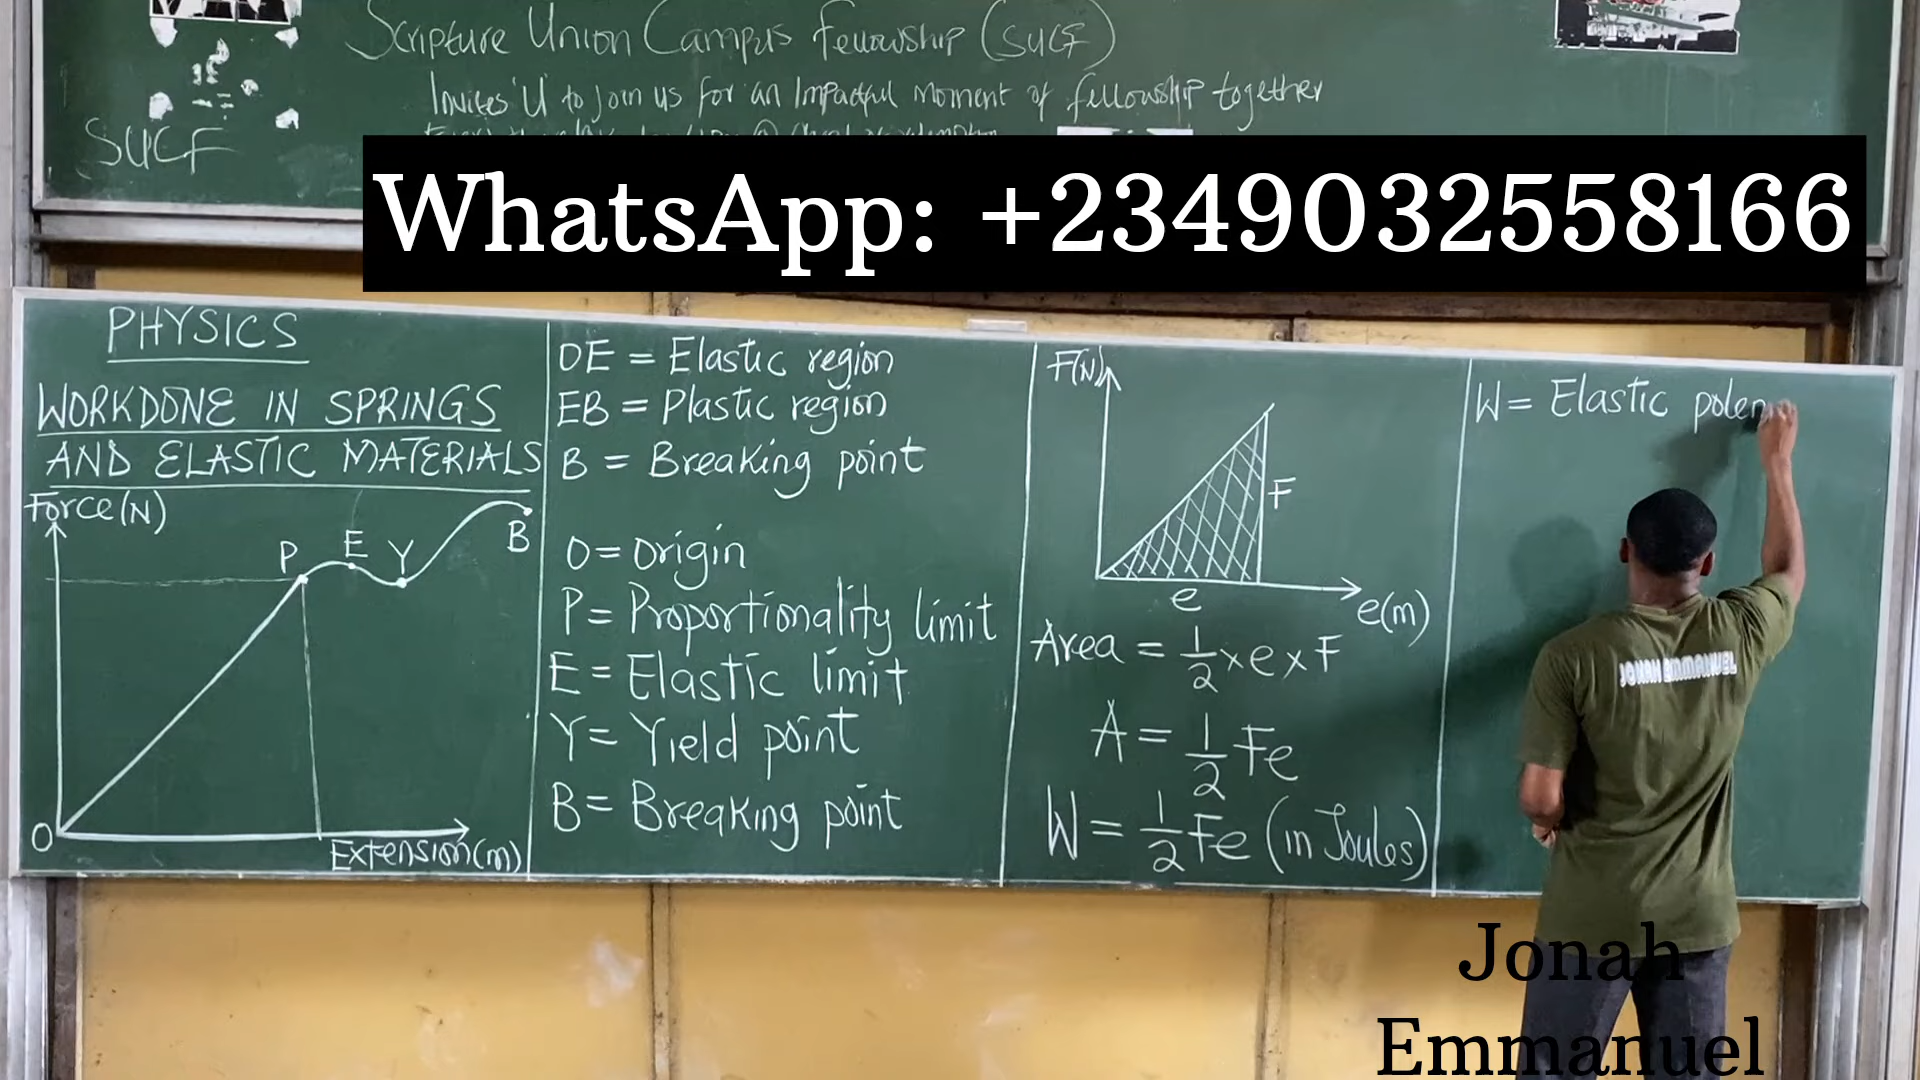 Scripture Union Campus Fellowship (SUCF)
Invites 'U' to join us for an Impactful Moment of fellowship together
SUCF
WhatsApp: +2349032558166
PHYSICS
WORKDONE IN SPRINGS
AND ELASTIC MATERIALS
Force(N)
P
E
Y
B
O
Extension(m)
OE = Elastic region
EB = Plastic region
B = Breaking point
O = Origin
P = Proportionality limit
E = Elastic limit
Y = Yield point
B = Breaking point
F(N)
F
e
e(m)
Area = 1/2 x e x F
A = 1/2 Fe
W = 1/2 Fe (in Joules)
W = Elastic poten
JONAH EMMANUEL
Jonah
Emmanuel